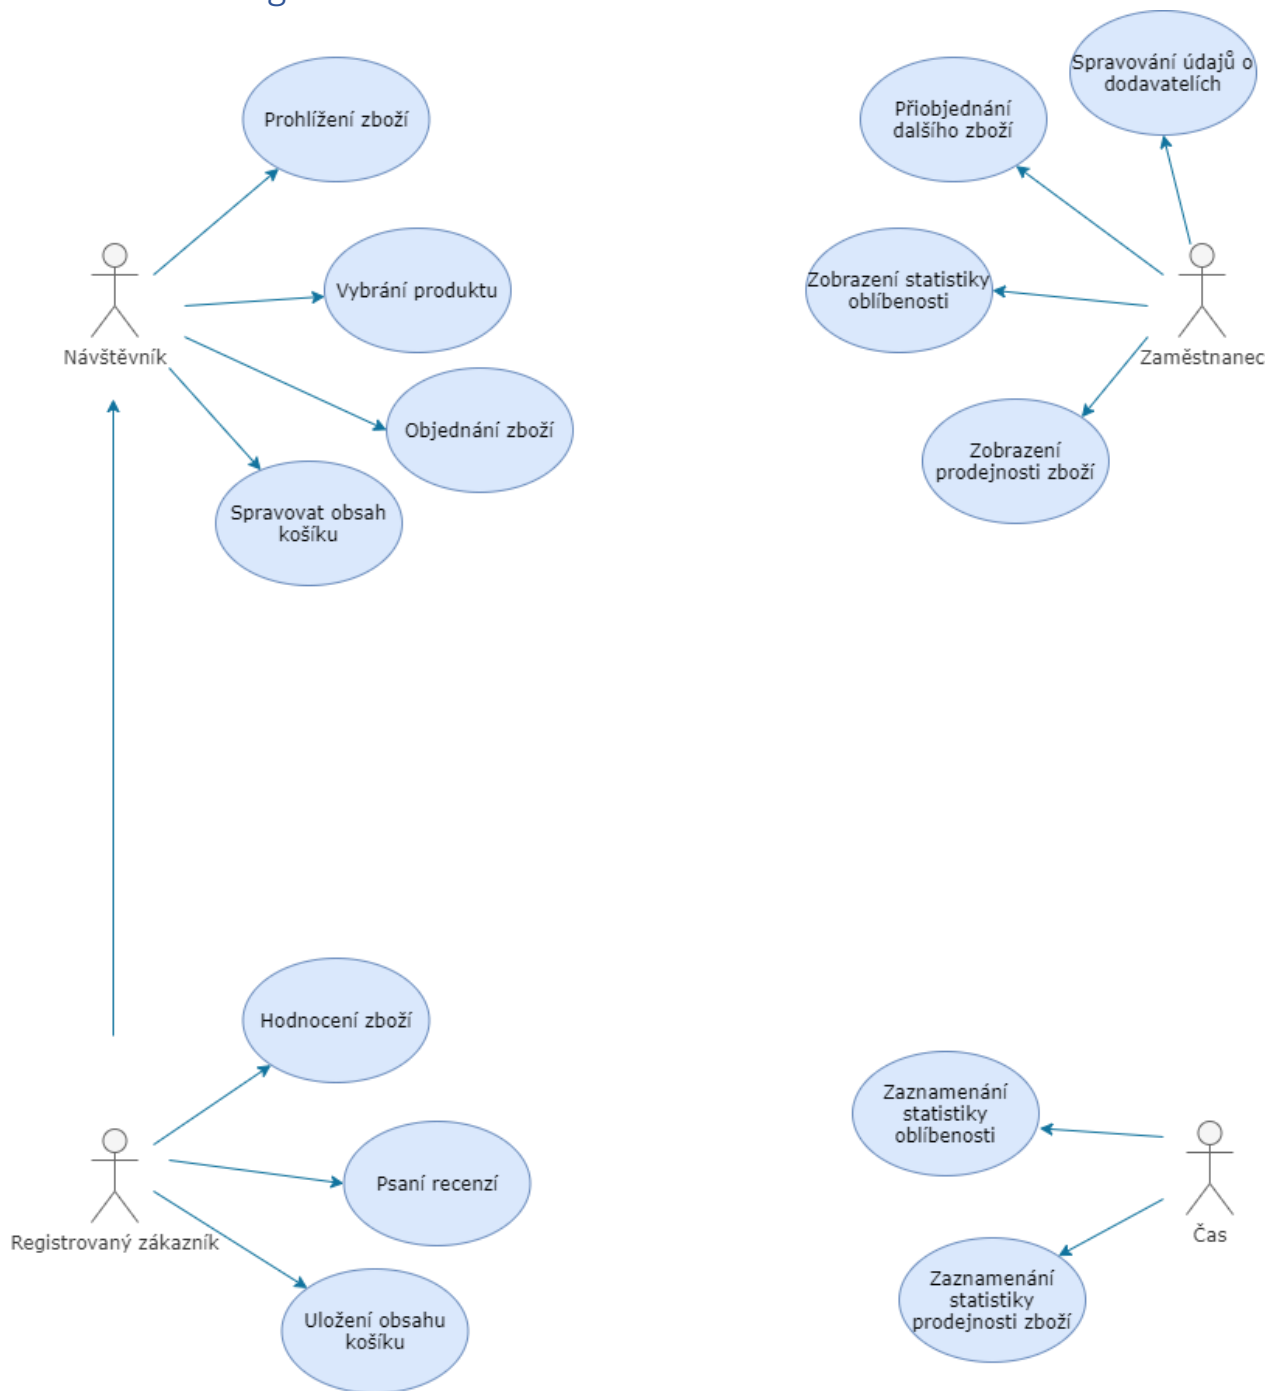 Prohlížení zboží
Vybrání produktu
Návštěvník
Objednání zboží
Spravovat obsah
košíku
Spravování údajů o
dodavatelích
Přiobjednání
dalšího zboží
Zobrazení statistiky
oblíbenosti
Zaměstnanec
Zobrazení
prodejnosti zboží
Hodnocení zboží
Psaní recenzí
Registrovaný zákazník
Uložení obsahu
košíku
Zaznamenání
statistiky
oblíbenosti
Čas
Zaznamenání
statistiky
prodejnosti zboží